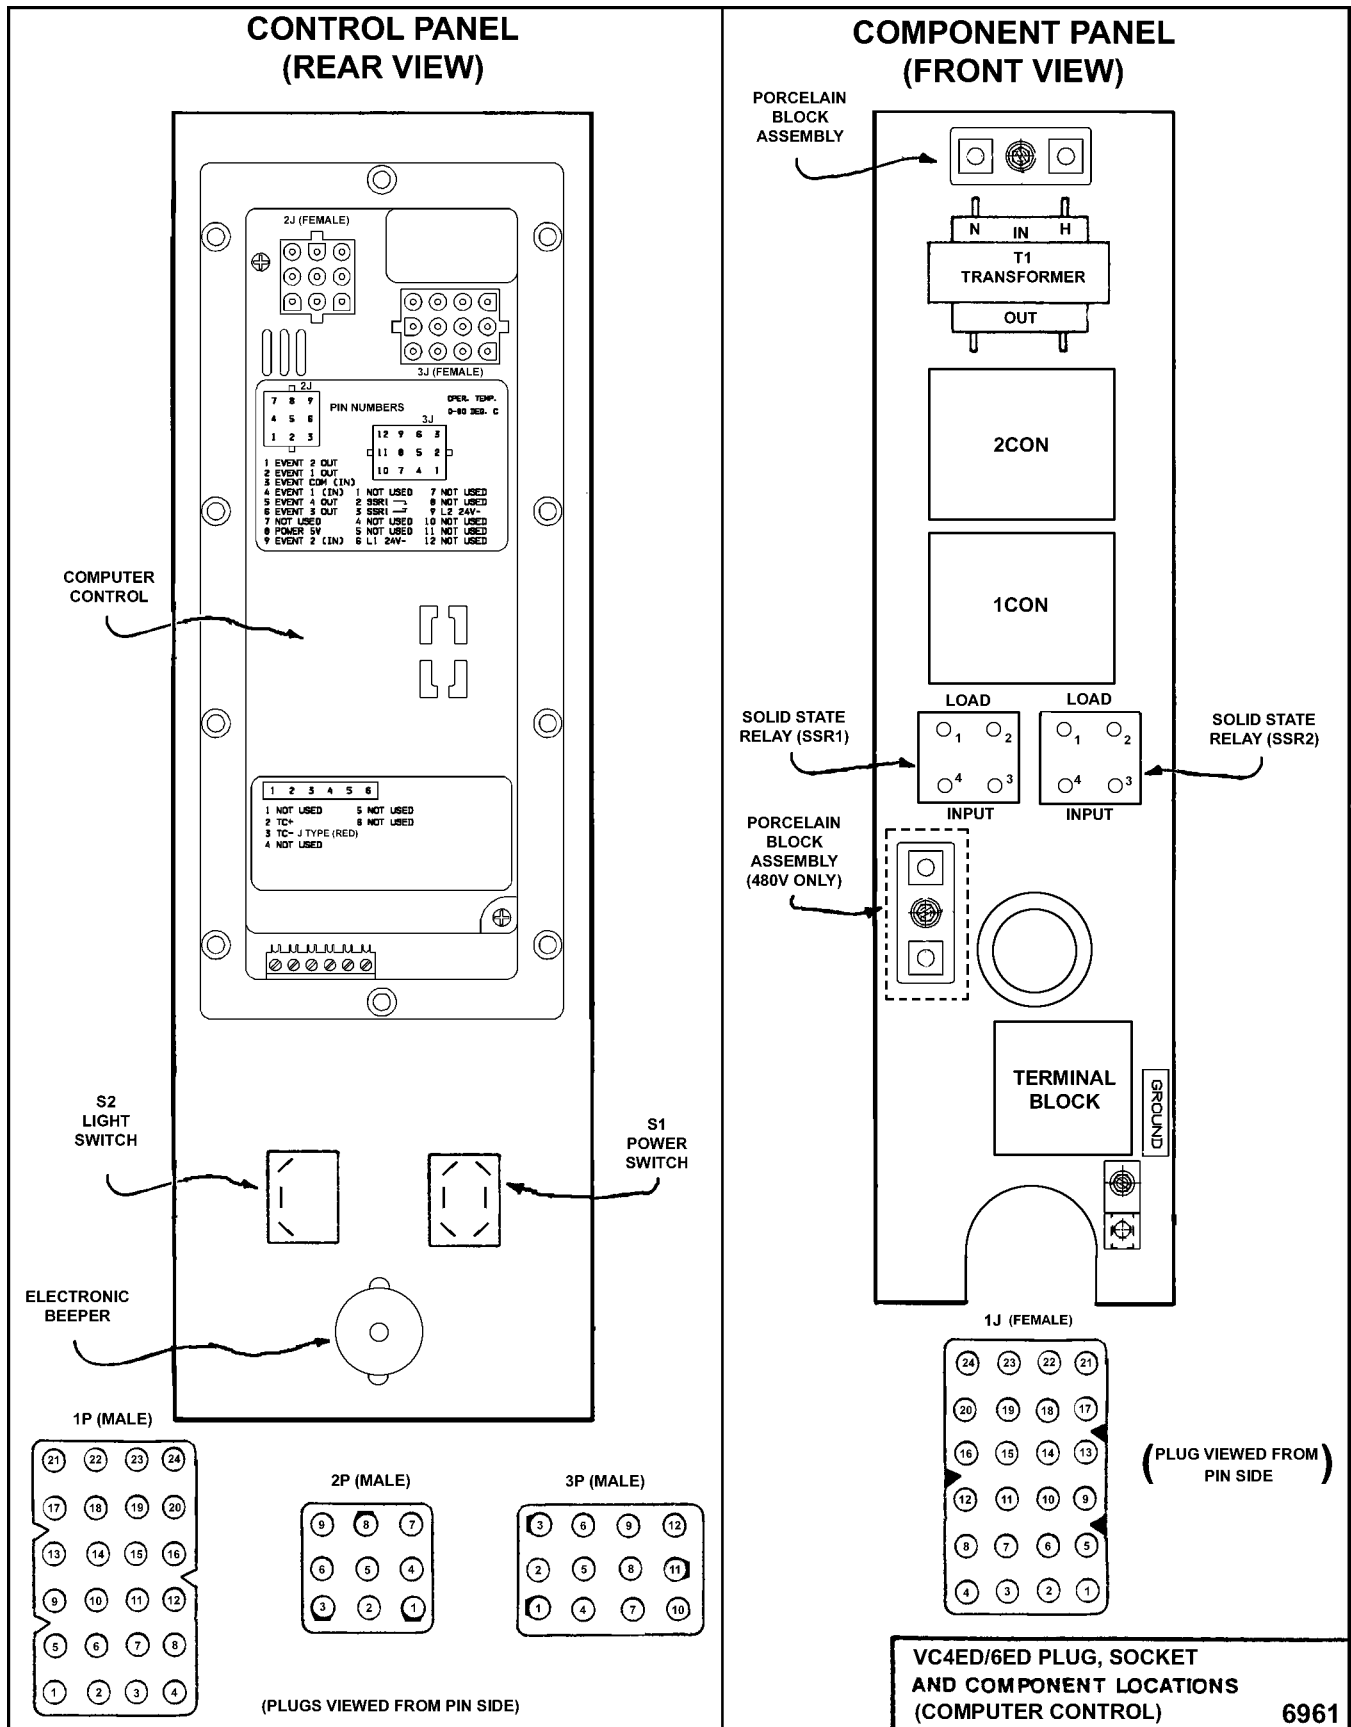 CONTROL PANEL
(REAR VIEW)
2J (FEMALE)
3J (FEMALE)
2J
7 8 9
4 5 6
1 2 3
PIN NUMBERS
OPER. TEMP.
0-60 DEG. C
3J
12 9 6 3
11 8 5 2
10 7 4 1
1 EVENT 2 OUT
2 EVENT 1 OUT
3 EVENT COM (IN)
4 EVENT 1 (IN) 1 NOT USED 7 NOT USED
5 EVENT 4 OUT 2 SSR1 8 NOT USED
6 EVENT 3 OUT 3 SSR1 9 L2 24V-
7 NOT USED 4 NOT USED 10 NOT USED
8 POWER 5V 5 NOT USED 11 NOT USED
9 EVENT 2 (IN) 6 L1 24V- 12 NOT USED
COMPUTER
CONTROL
1 2 3 4 5 6
1 NOT USED 5 NOT USED
2 TC+ 6 NOT USED
3 TC- J TYPE (RED)
4 NOT USED
S2
LIGHT
SWITCH
S1
POWER
SWITCH
ELECTRONIC
BEEPER
1P (MALE)
21 22 23 24
17 18 19 20
13 14 15 16
9 10 11 12
5 6 7 8
1 2 3 4
2P (MALE)
9 8 7
6 5 4
3 2 1
3P (MALE)
3 6 9 12
2 5 8 11
1 4 7 10
(PLUGS VIEWED FROM PIN SIDE)
COMPONENT PANEL
(FRONT VIEW)
PORCELAIN
BLOCK
ASSEMBLY
N IN H
T1
TRANSFORMER
OUT
2CON
1CON
LOAD
LOAD
SOLID STATE
RELAY (SSR1)
1 2
4 3
INPUT
1 2
4 3
INPUT
SOLID STATE
RELAY (SSR2)
PORCELAIN
BLOCK
ASSEMBLY
(480V ONLY)
TERMINAL
BLOCK
GROUND
1J (FEMALE)
24 23 22 21
20 19 18 17
16 15 14 13
12 11 10 9
8 7 6 5
4 3 2 1
(PLUG VIEWED FROM
PIN SIDE)
VC4ED/6ED PLUG, SOCKET
AND COMPONENT LOCATIONS
(COMPUTER CONTROL) 6961